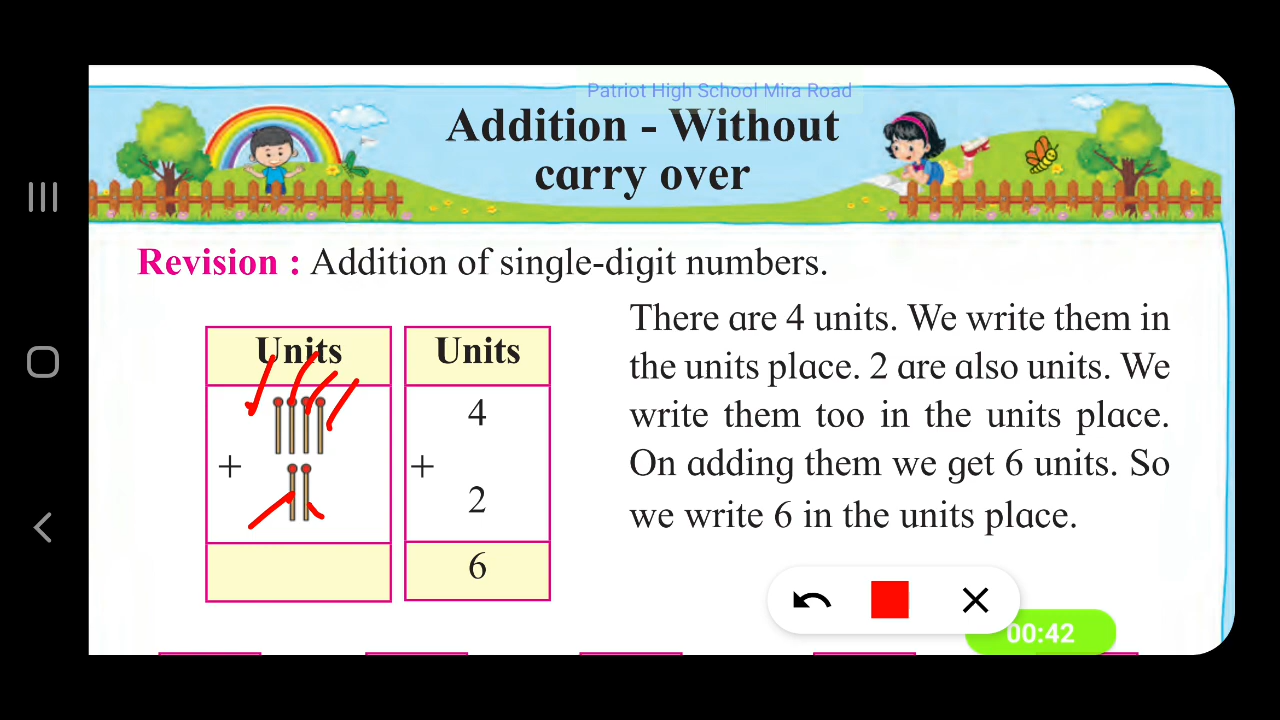 Patriot High School Mira Road
Addition - Without
carry over
Revision : Addition of single-digit numbers.
Units
+
Units
4
+
2
6
There are 4 units. We write them in
the units place. 2 are also units. We
write them too in the units place.
On adding them we get 6 units. So
we write 6 in the units place.
00:42